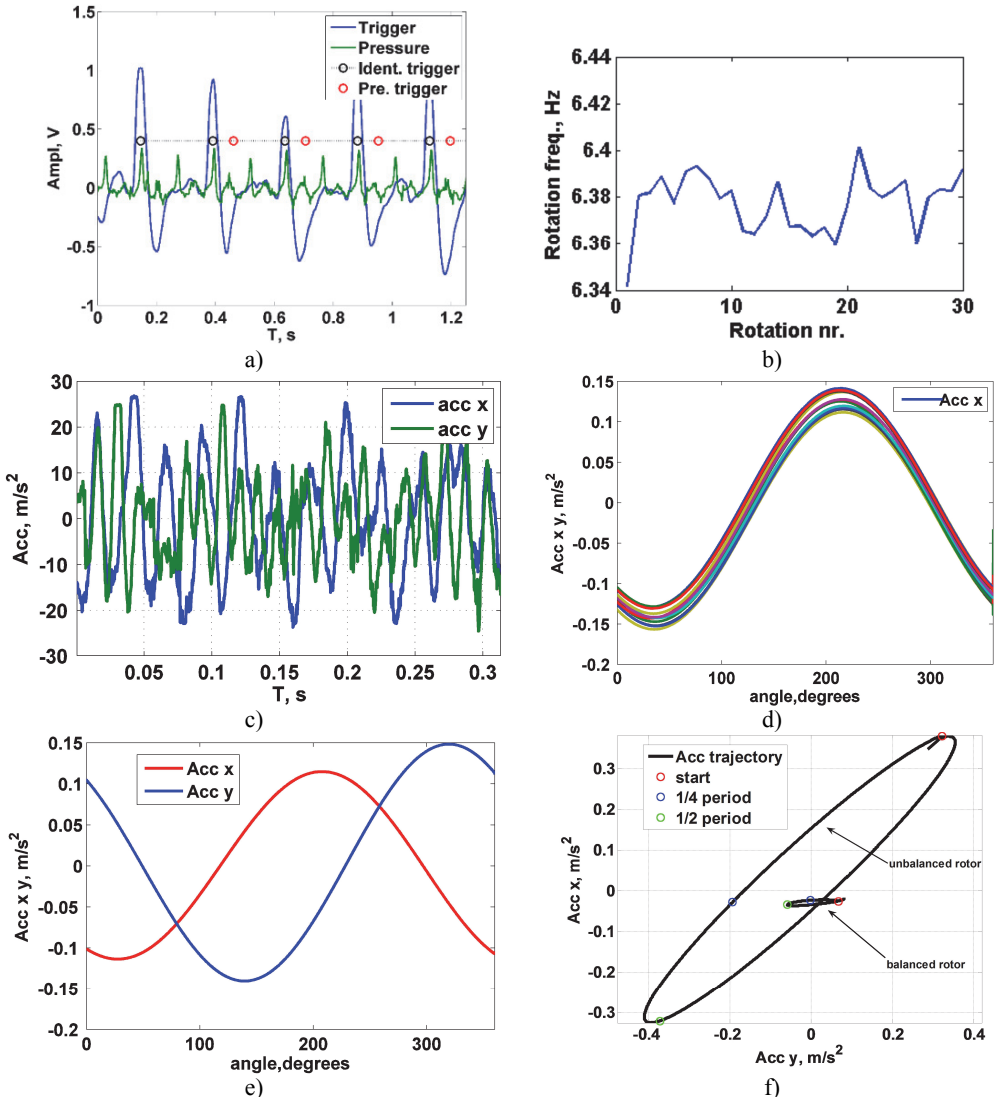 1.5
1
0.5
0
-0.5
-1
Ampl, V
0 0.2 0.4 0.6 0.8 1 1.2
T, s
Trigger
Pressure
Ident. trigger
Pre. trigger
a)
6.44
6.42
6.4
6.38
6.36
6.34
Rotation freq., Hz
0 10 20 30
Rotation nr.
b)
30
20
10
0
-10
-20
-30
Acc, m/s²
0.05 0.1 0.15 0.2 0.25 0.3
T, s
acc x
acc y
c)
0.15
0.1
0.05
0
-0.05
-0.1
-0.15
-0.2
Acc x y, m/s²
0 100 200 300
angle,degrees
Acc x
d)
0.15
0.1
0.05
0
-0.05
-0.1
-0.15
-0.2
Acc x y, m/s²
0 100 200 300
angle,degrees
Acc x
Acc y
e)
0.3
0.2
0.1
0
-0.1
-0.2
-0.3
Acc x, m/s²
-0.4 -0.2 0 0.2 0.4
Acc y, m/s²
Acc trajectory
start
1/4 period
1/2 period
unbalanced rotor
balanced rotor
f)